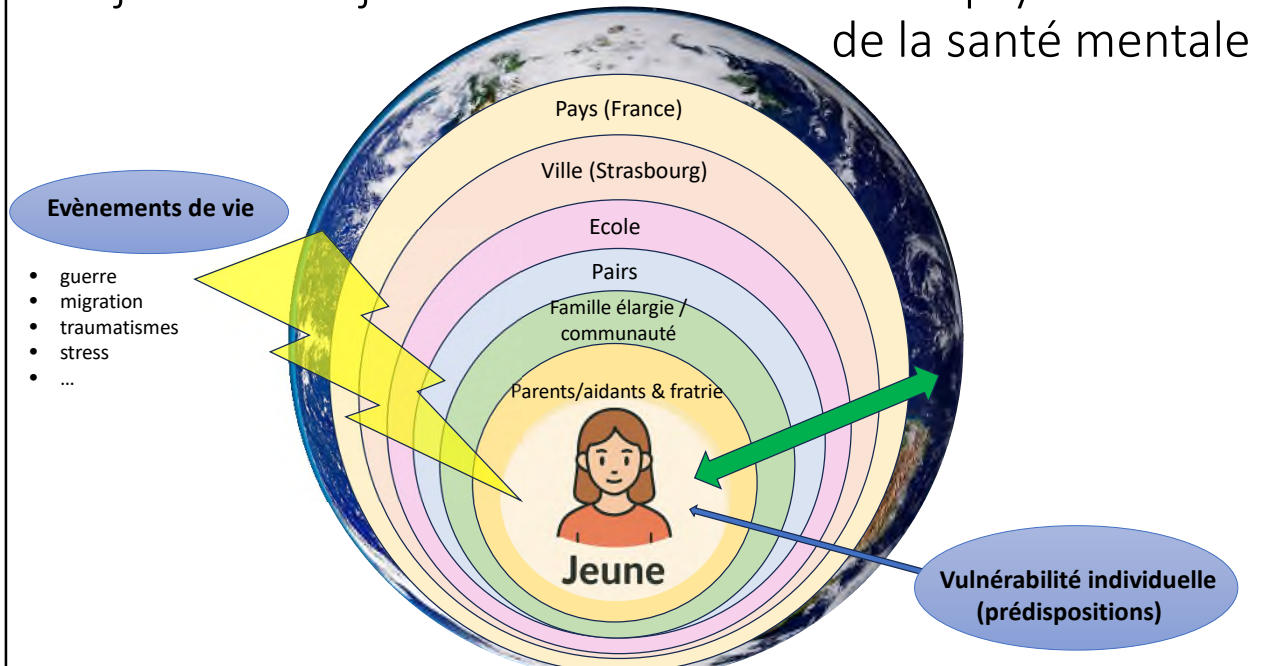 de la santé mentale
Pays (France)
Ville (Strasbourg)
Ecole
Pairs
Famille élargie /
communauté
Parents/aidants & fratrie
Jeune
Evènements de vie
• guerre
• migration
• traumatismes
• stress
• ...
Vulnérabilité individuelle
(prédispositions)